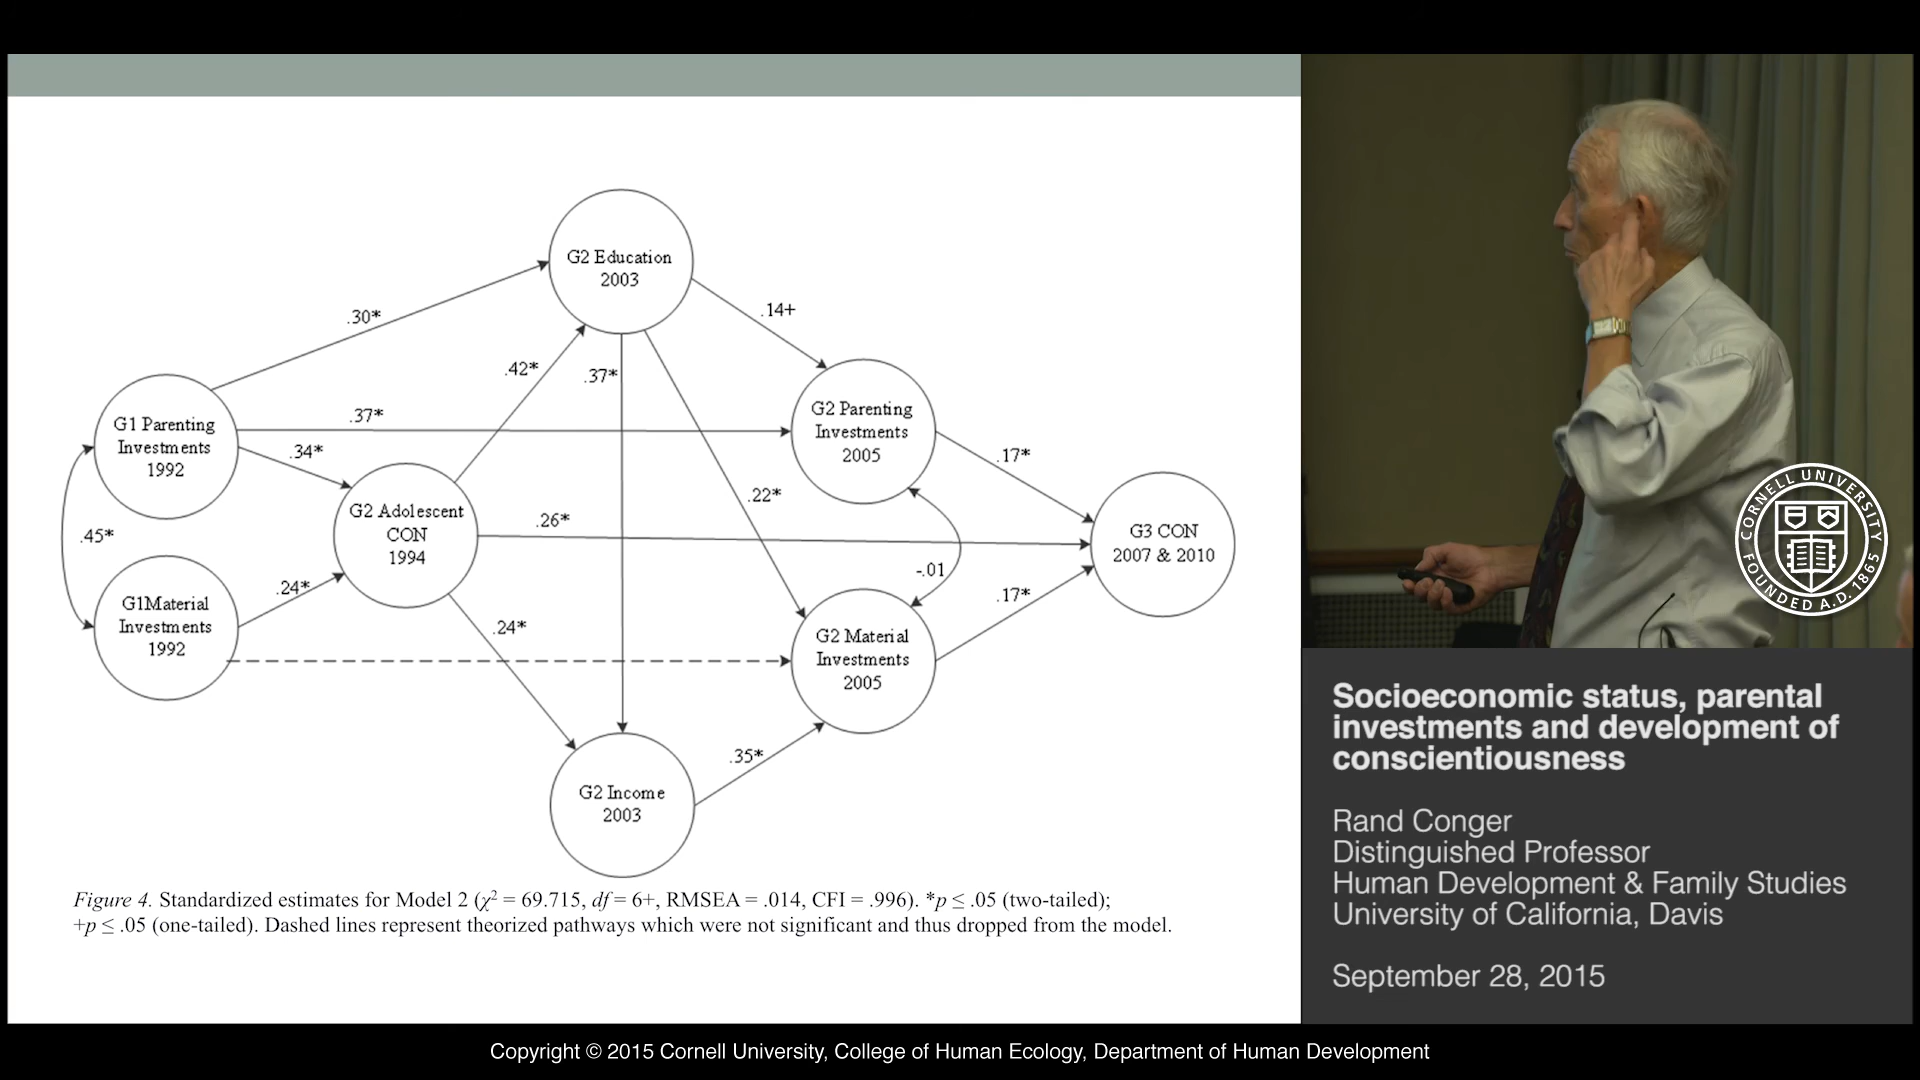 G2 Education
2003
.30*
.14+
.42*
.37*
G1 Parenting
Investments
1992
.37*
.34*
G2 Parenting
Investments
2005
.17*
.45*
G2 Adolescent
CON
1994
.26*
.22*
G3 CON
2007 & 2010
-.01
G1Material
Investments
1992
.24*
.24*
.17*
G2 Material
Investments
2005
.35*
G2 Income
2003
Figure 4. Standardized estimates for Model 2 (χ² = 69.715, df = 6+, RMSEA = .014, CFI = .996). *p ≤ .05 (two-tailed);
+p ≤ .05 (one-tailed). Dashed lines represent theorized pathways which were not significant and thus dropped from the model.
CORNELL UNIVERSITY
FOUNDED A.D. 1865
Socioeconomic status, parental
investments and development of
conscientiousness
Rand Conger
Distinguished Professor
Human Development & Family Studies
University of California, Davis
September 28, 2015
Copyright © 2015 Cornell University, College of Human Ecology, Department of Human Development